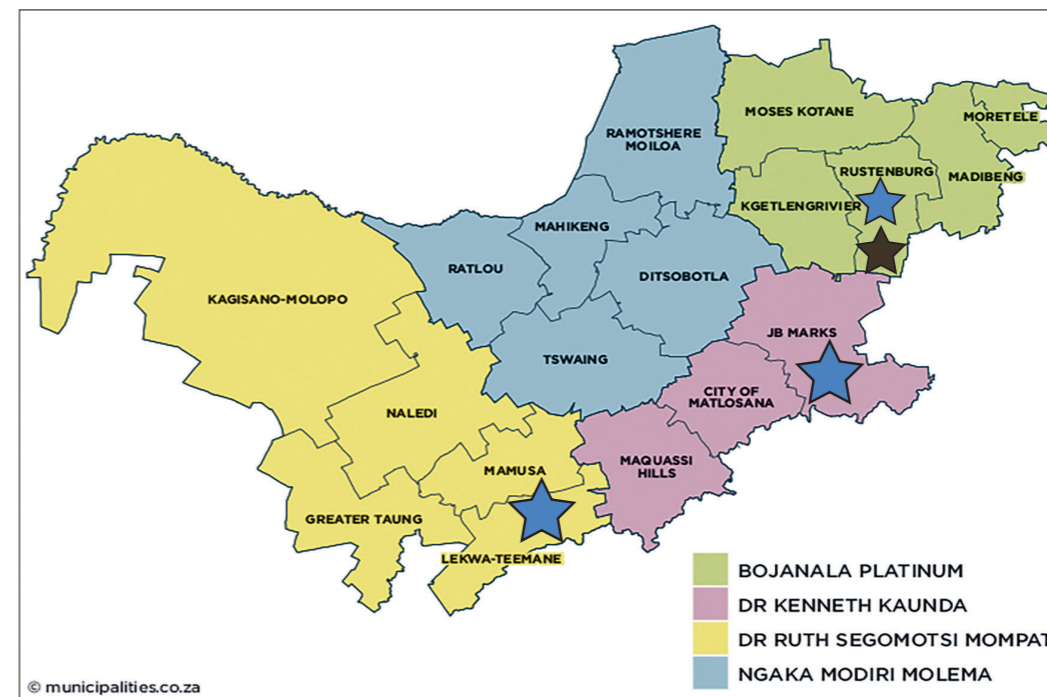 MOSES KOTANE
MORETELE
RAMOTSHERE
MOILOA
RUSTENBURG
MADIBENG
KGETLENGRIVIER
MAHIKENG
RATLOU
DITSOBOTLA
KAGISANO-MOLOPO
JB MARKS
TSWAING
CITY OF
MATLOSANA
NALEDI
MAQUASSI
HILLS
MAMUSA
GREATER TAUNG
LEKWA-TEEMANE
BOJANALA PLATINUM
DR KENNETH KAUNDA
DR RUTH SEGOMOTSI MOMPAT
NGAKA MODIRI MOLEMA
© municipalities.co.za